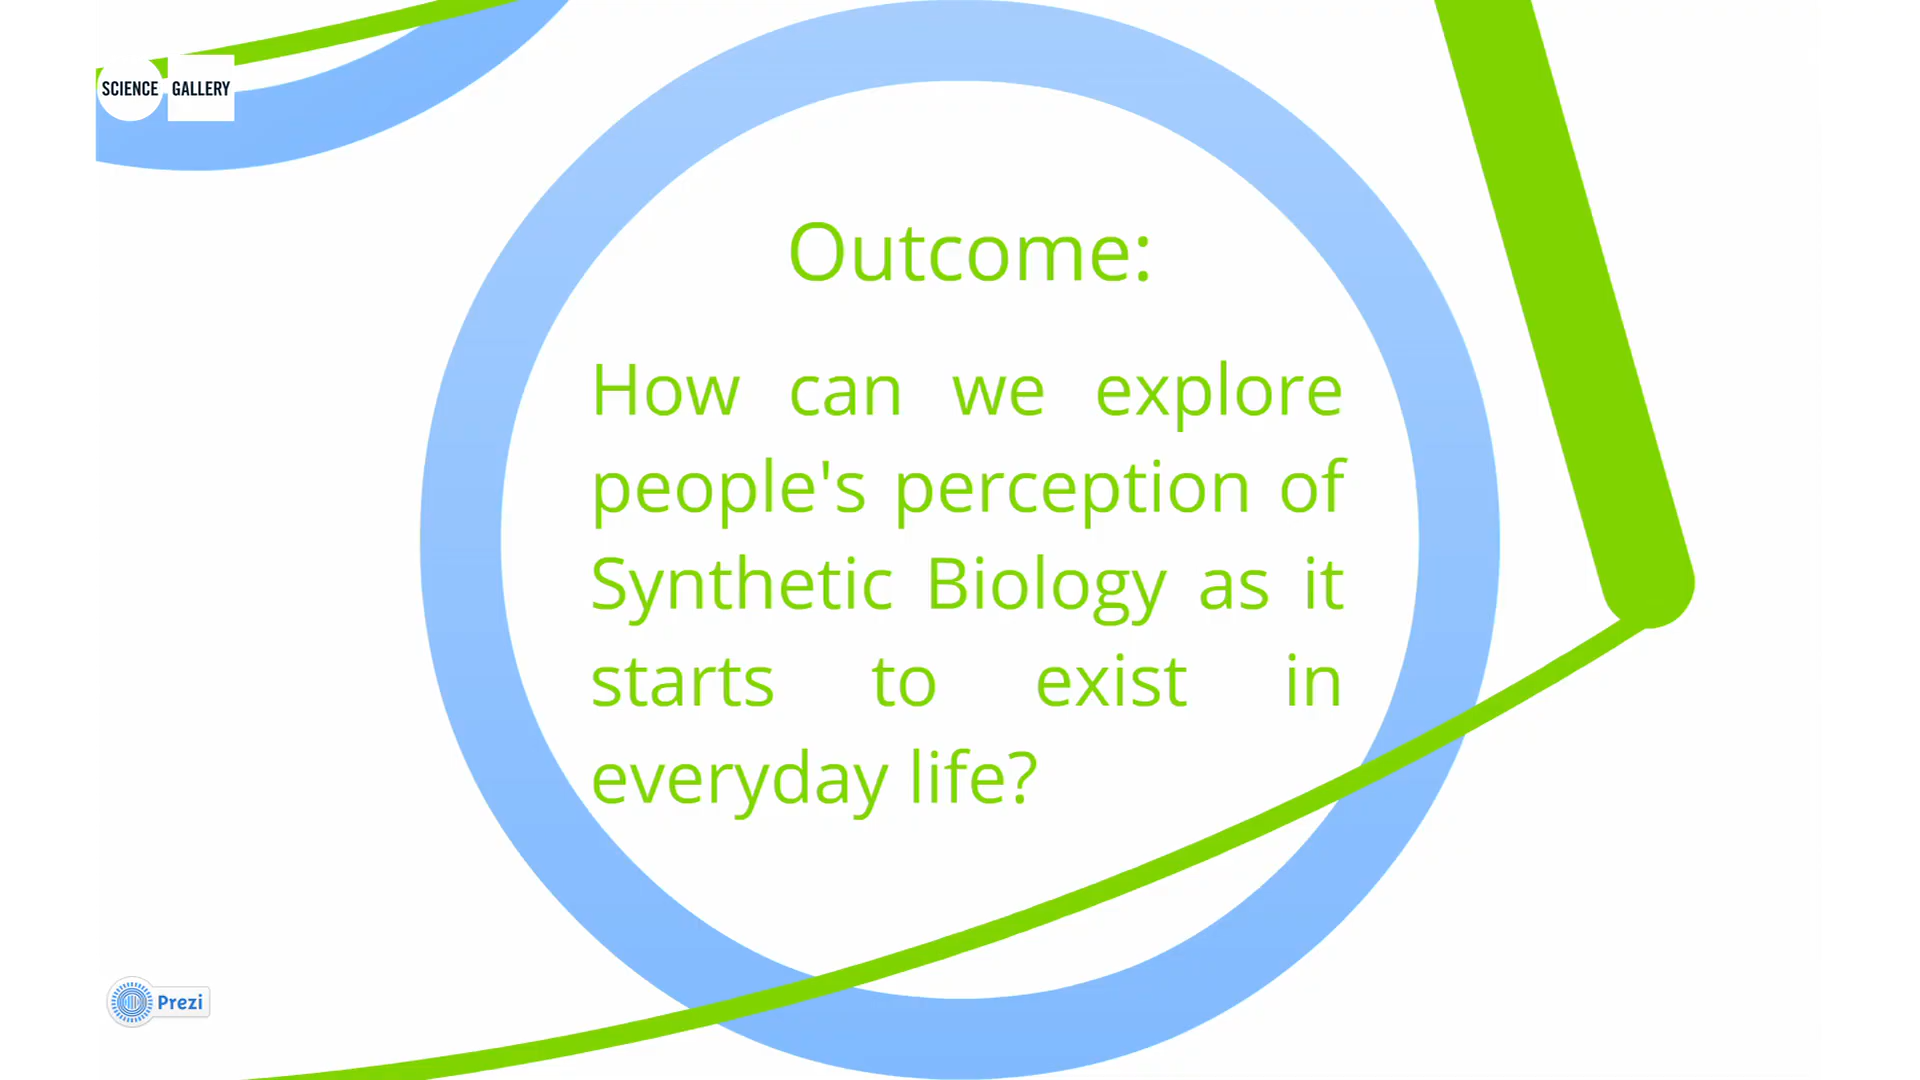 SCIENCE GALLERY
Outcome:
How can we explore
people's perception of
Synthetic Biology as it
starts to exist in
everyday life?
Prezi